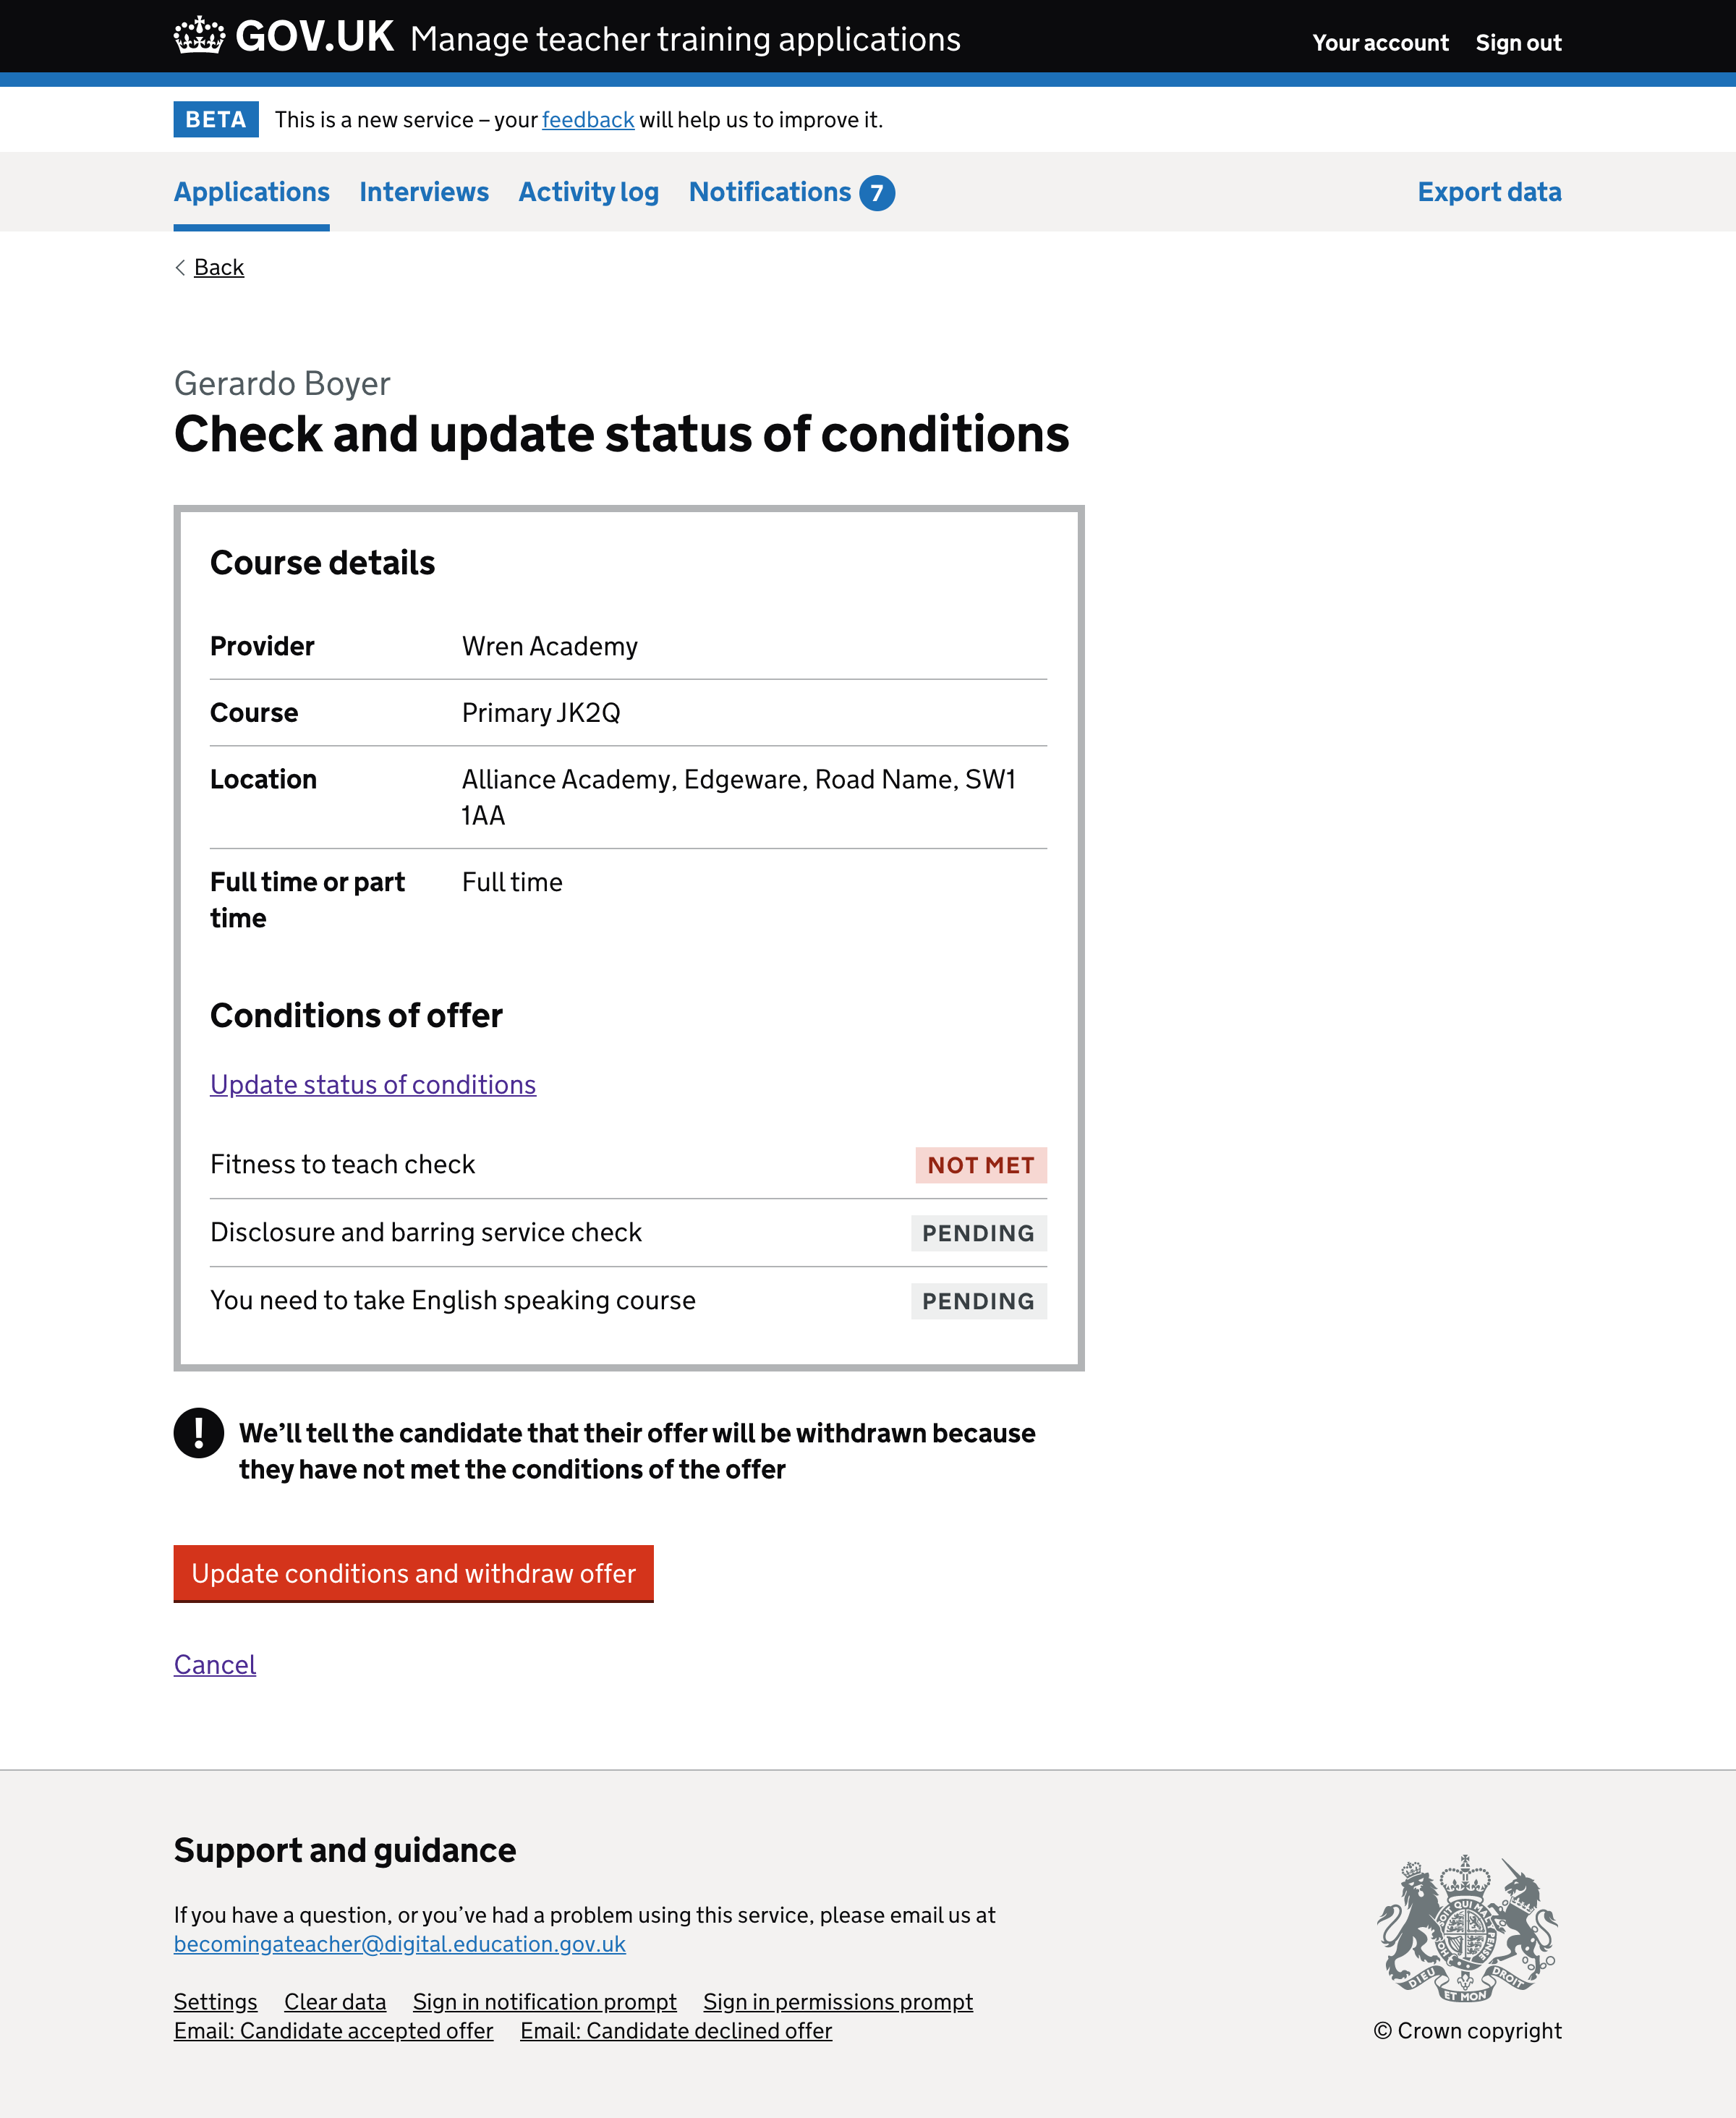 GOV.UK Manage teacher training applications
Your account Sign out
BETA This is a new service – your feedback will help us to improve it.
Applications Interviews Activity log Notifications 7 Export data
Back
Gerardo Boyer
Check and update status of conditions
Course details
Provider Wren Academy
Course Primary JK2Q
Location Alliance Academy, Edgeware, Road Name, SW1
1AA
Full time or part Full time
time
Conditions of offer
Update status of conditions
Fitness to teach check NOT MET
Disclosure and barring service check PENDING
You need to take English speaking course PENDING
! We’ll tell the candidate that their offer will be withdrawn because
they have not met the conditions of the offer
Update conditions and withdraw offer
Cancel
Support and guidance
If you have a question, or you’ve had a problem using this service, please email us at
becomingateacher@digital.education.gov.uk
Settings Clear data Sign in notification prompt Sign in permissions prompt
Email: Candidate accepted offer Email: Candidate declined offer
DIEU ET MON DROIT
© Crown copyright